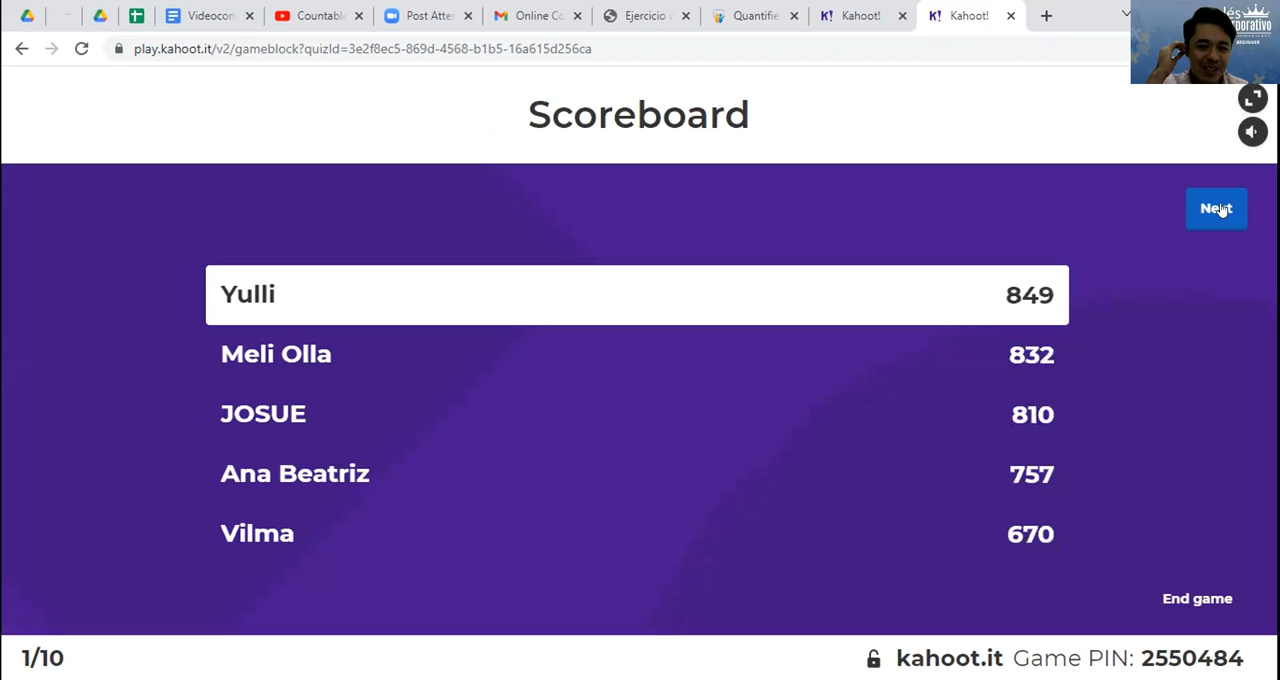 Videocon
Countable
Post Atte
Online Co
Ejercicio
Quantifie
Kahoot!
Kahoot!
play.kahoot.it/v2/gameblock?quizId=3e2f8ec5-869d-4568-b1b5-16a615d256ca
BEGINNER
Scoreboard
Next
Yulli 849
Meli Olla 832
JOSUE 810
Ana Beatriz 757
Vilma 670
End game
1/10
kahoot.it Game PIN: 2550484